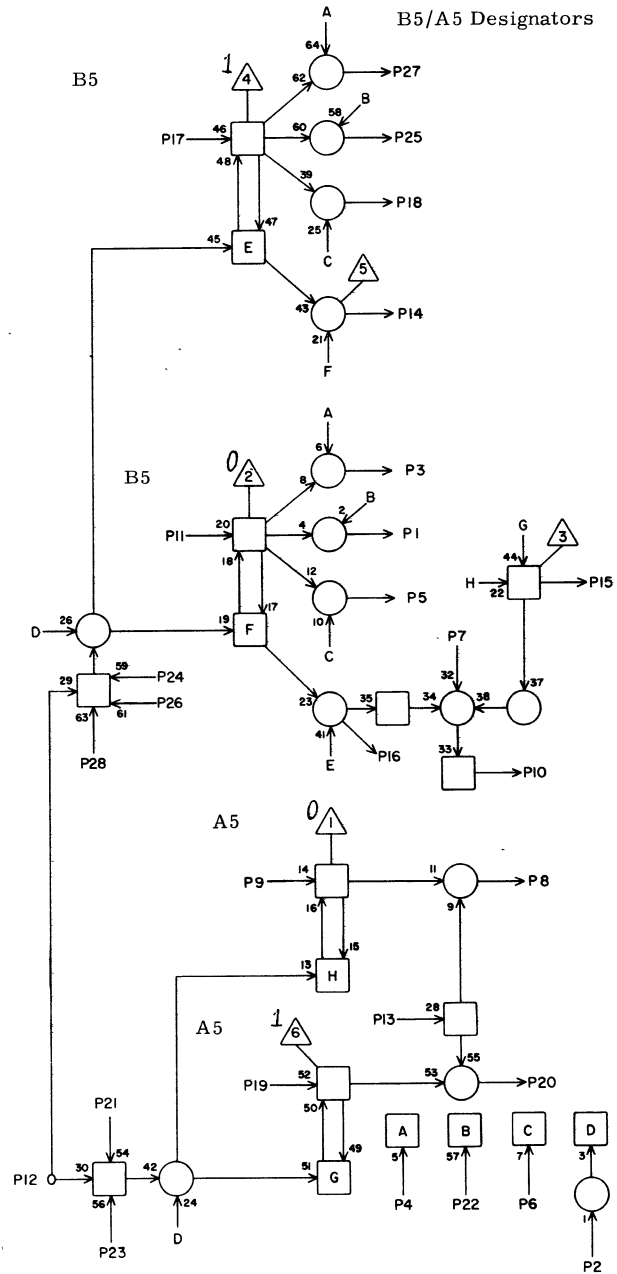 A
B5/A5 Designators
64
1
4
62
P27
B5
B
58
46
60
P17
P25
48
39
P18
47
25
45
E
C
5
43
P14
21
F
A
6
0
2
8
P3
B5
B
2
20
4
P11
P1
G
3
18
12
44
H
22
P15
P5
17
10
26
19
F
C
D
P7
59
29
P24
32
37
23
35
34
38
P26
61
63
41
P16
33
P28
E
P10
A5
0
1
14
11
P9
P8
16
9
15
13
H
28
A5
1
6
P13
55
52
53
P19
P20
50
P21
A
B
C
D
49
5
57
7
3
54
30
42
51
P12
G
56
24
P4
P22
P6
1
D
P23
P2